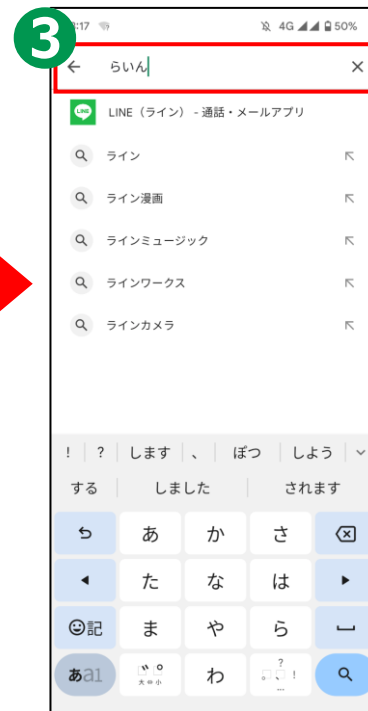 3
3:17 4G 50%
らいん
LINE LINE（ライン） - 通話・メールアプリ
ライン
ライン漫画
ラインミュージック
ラインワークス
ラインカメラ
! ? します 、 ぼつ しよう
する しました されます
あ か さ
た な は
記 ま や ら
あa1 大⇔小 わ 、。?!…